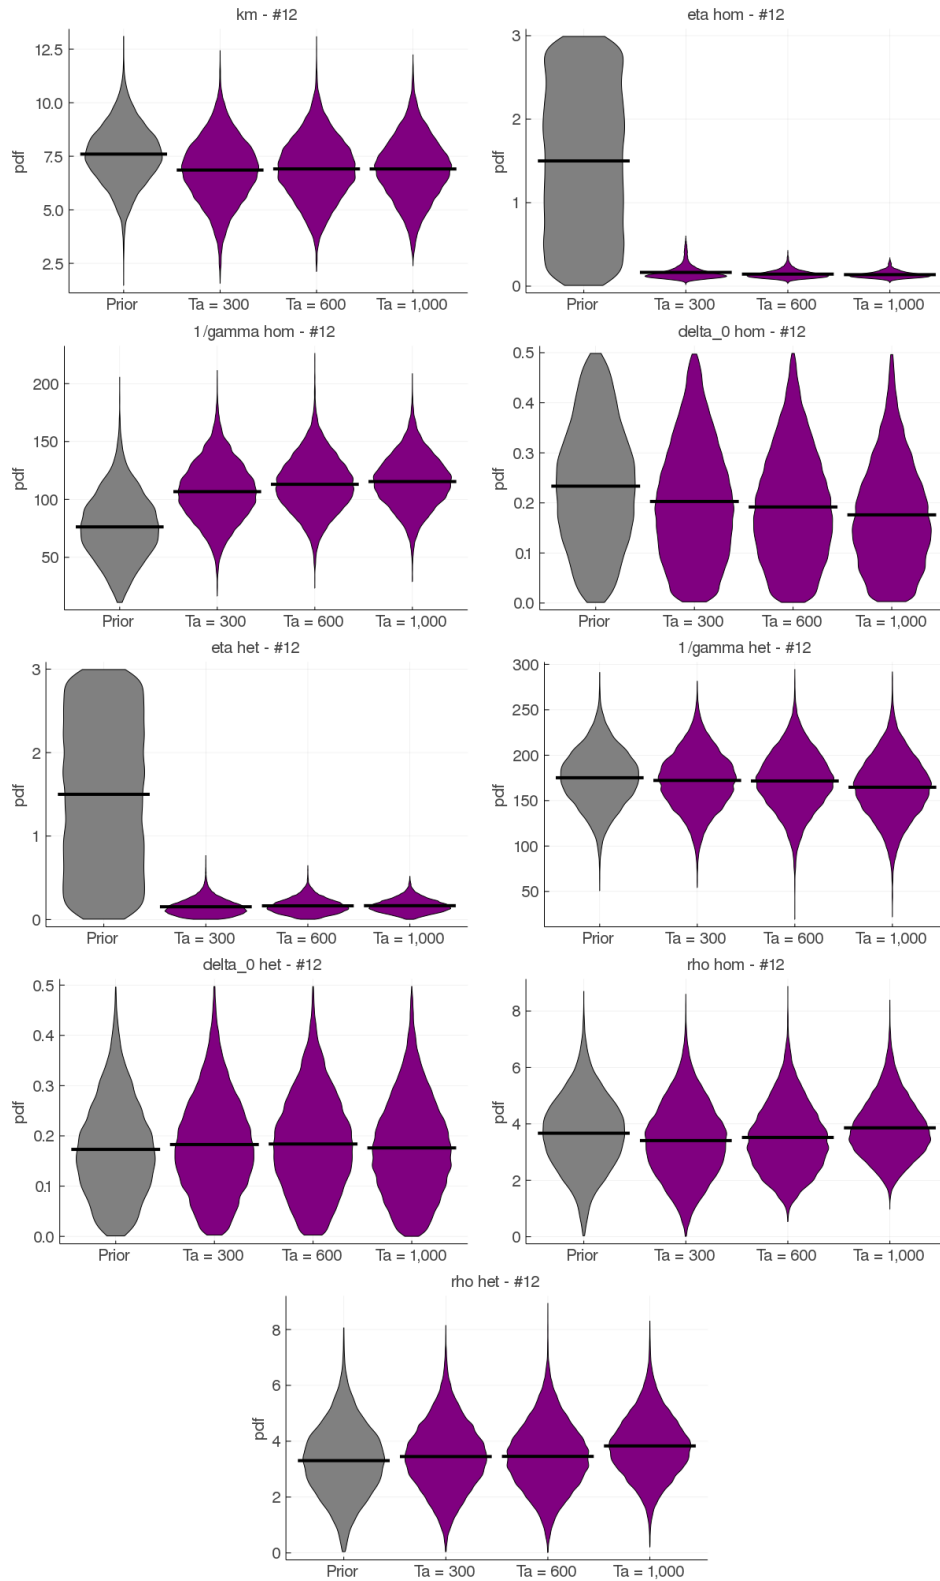 km - #12
12.5
10.0
7.5
5.0
2.5
pdf
Prior Ta = 300 Ta = 600 Ta = 1,000
eta hom - #12
3
2
1
0
pdf
Prior Ta = 300 Ta = 600 Ta = 1,000
1/gamma hom - #12
200
150
100
50
pdf
Prior Ta = 300 Ta = 600 Ta = 1,000
delta_0 hom - #12
0.5
0.4
0.3
0.2
0.1
0.0
pdf
Prior Ta = 300 Ta = 600 Ta = 1,000
eta het - #12
3
2
1
0
pdf
Prior Ta = 300 Ta = 600 Ta = 1,000
1/gamma het - #12
300
250
200
150
100
50
pdf
Prior Ta = 300 Ta = 600 Ta = 1,000
delta_0 het - #12
0.5
0.4
0.3
0.2
0.1
0.0
pdf
Prior Ta = 300 Ta = 600 Ta = 1,000
rho hom - #12
8
6
4
2
0
pdf
Prior Ta = 300 Ta = 600 Ta = 1,000
rho het - #12
8
6
4
2
0
pdf
Prior Ta = 300 Ta = 600 Ta = 1,000